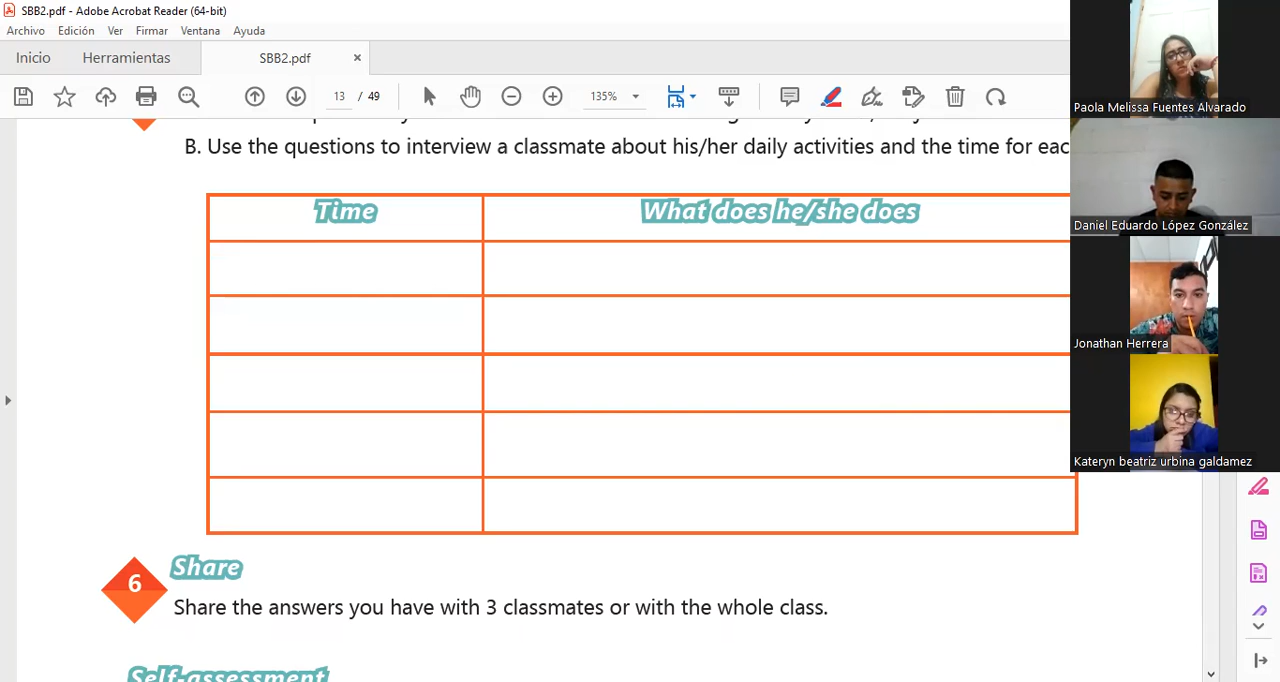 SBB2.pdf - Adobe Acrobat Reader (64-bit)
Archivo Edición Ver Firmar Ventana Ayuda
Inicio Herramientas SBB2.pdf ×
13 / 49 135%
B. Use the questions to interview a classmate about his/her daily activities and the time for eac
Time What does he/she does
6 Share
Share the answers you have with 3 classmates or with the whole class.
Self-assessment
Paola Melissa Fuentes Alvarado
Daniel Eduardo López González
Jonathan Herrera
Kateryn beatriz urbina galdamez